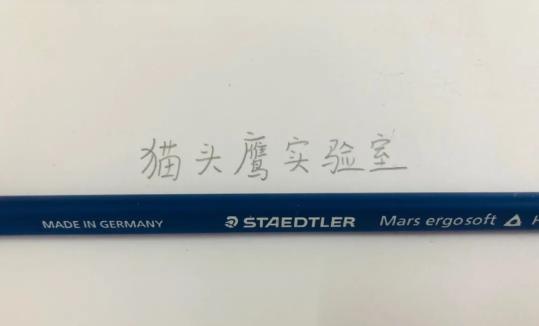 猫头鹰实验室
MADE IN GERMANY STAEDTLER Mars ergosoft